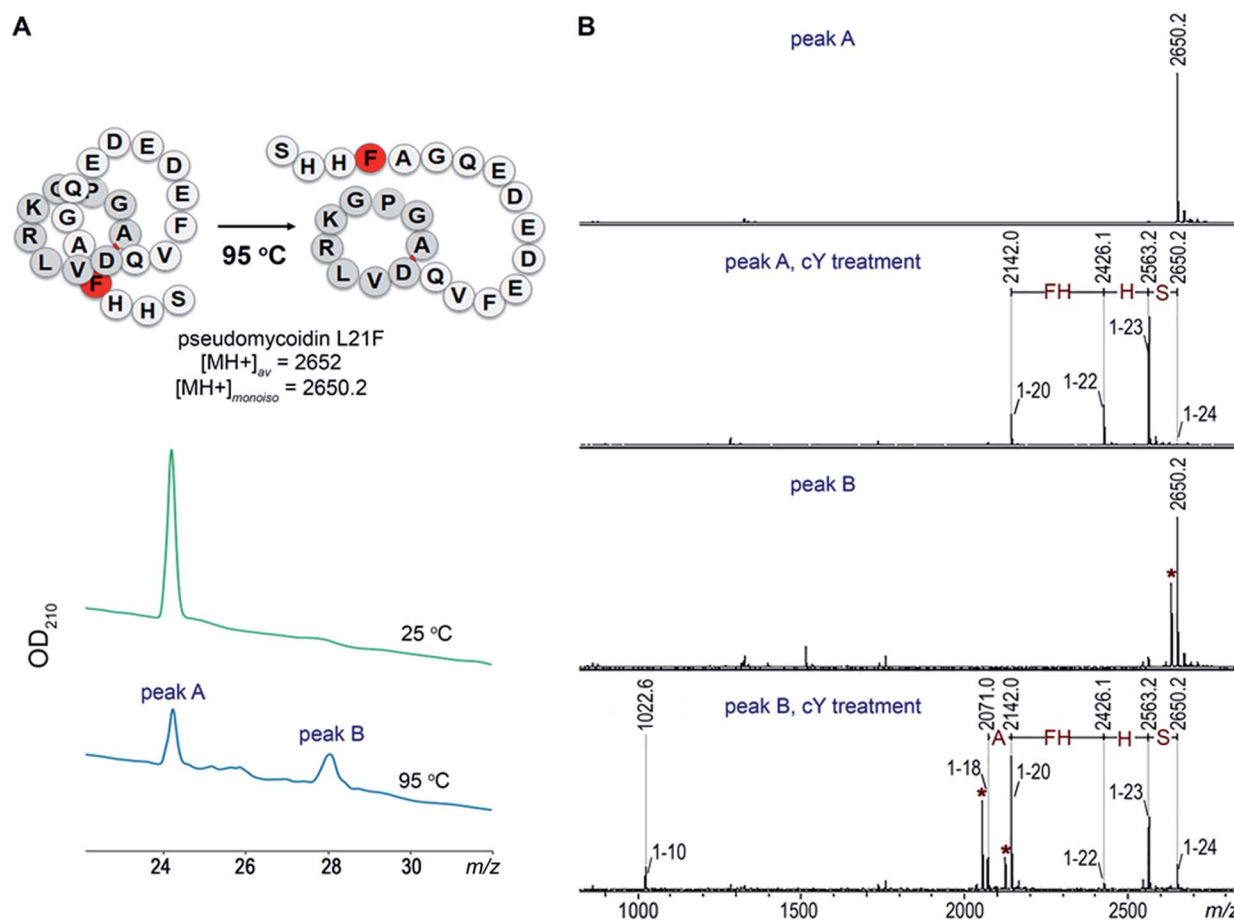 A
D E
E D
Q E
K P G F
R G A V
L A Q
V D
F H H S
95 °C
S H H F A G Q E D
E
D
E
F
V
Q
K G P G
R A
L V D
pseudomycoidin L21F
[MH+]av = 2652
[MH+]monoiso = 2650.2
OD210
25 °C
peak A
peak B
95 °C
24 26 28 30 m/z
B
peak A
2650.2
peak A, cY treatment
2142.0 2426.1 2563.2 2650.2
FH H S
1-20 1-22 1-23 1-24
peak B
2650.2
*
peak B, cY treatment
1022.6 2071.0 2142.0 2426.1 2563.2 2650.2
A FH H S
1-10 * 1-18 1-20 * 1-22 1-23 1-24
1000 1500 2000 2500 m/z